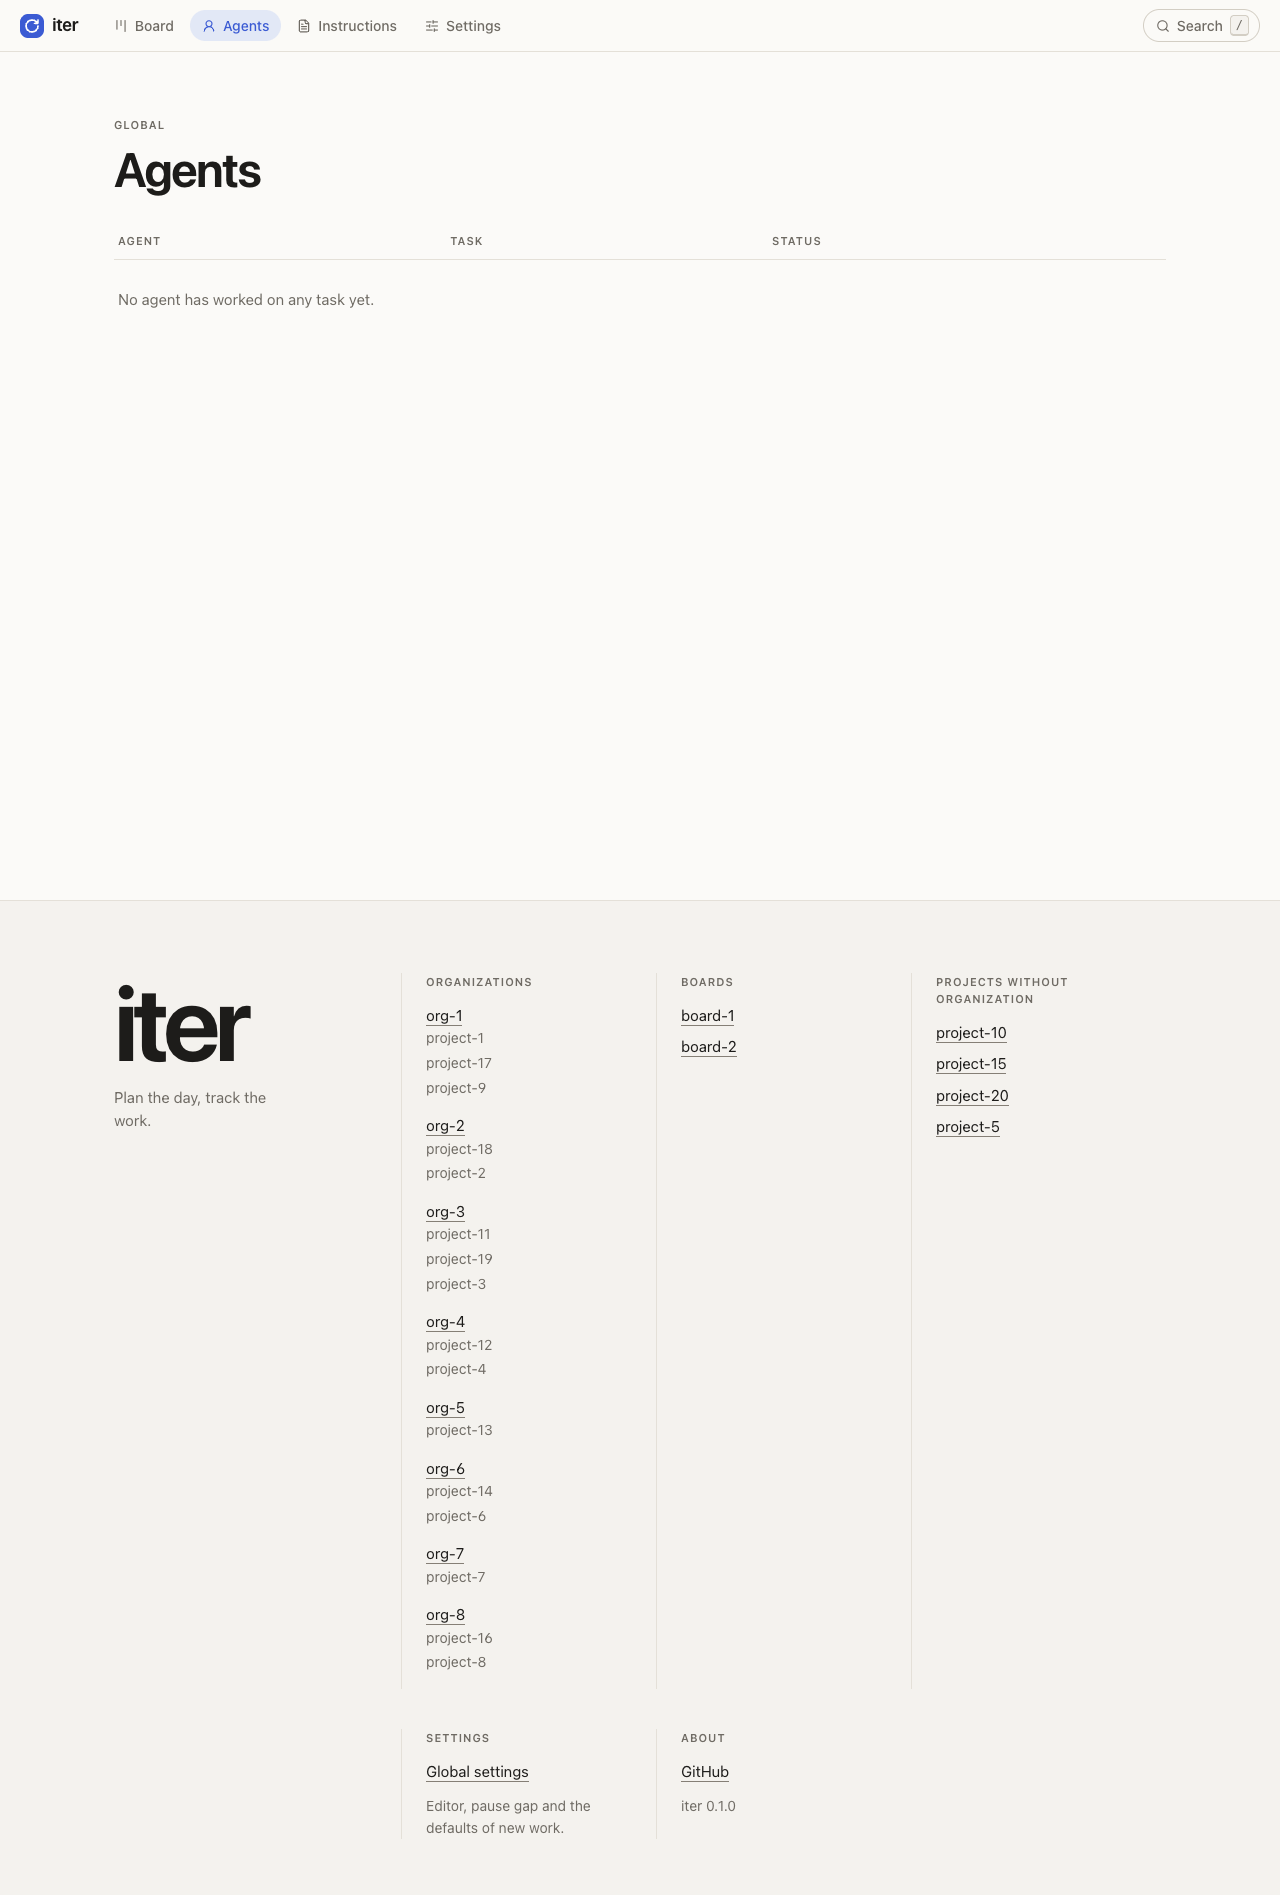 iter
Board
Agents
Instructions
Settings
Search /
GLOBAL
Agents
AGENT TASK STATUS
No agent has worked on any task yet.
iter
Plan the day, track the
work.
ORGANIZATIONS
org-1
project-1
project-17
project-9
org-2
project-18
project-2
org-3
project-11
project-19
project-3
org-4
project-12
project-4
org-5
project-13
org-6
project-14
project-6
org-7
project-7
org-8
project-16
project-8
BOARDS
board-1
board-2
PROJECTS WITHOUT
ORGANIZATION
project-10
project-15
project-20
project-5
SETTINGS
Global settings
Editor, pause gap and the
defaults of new work.
ABOUT
GitHub
iter 0.1.0